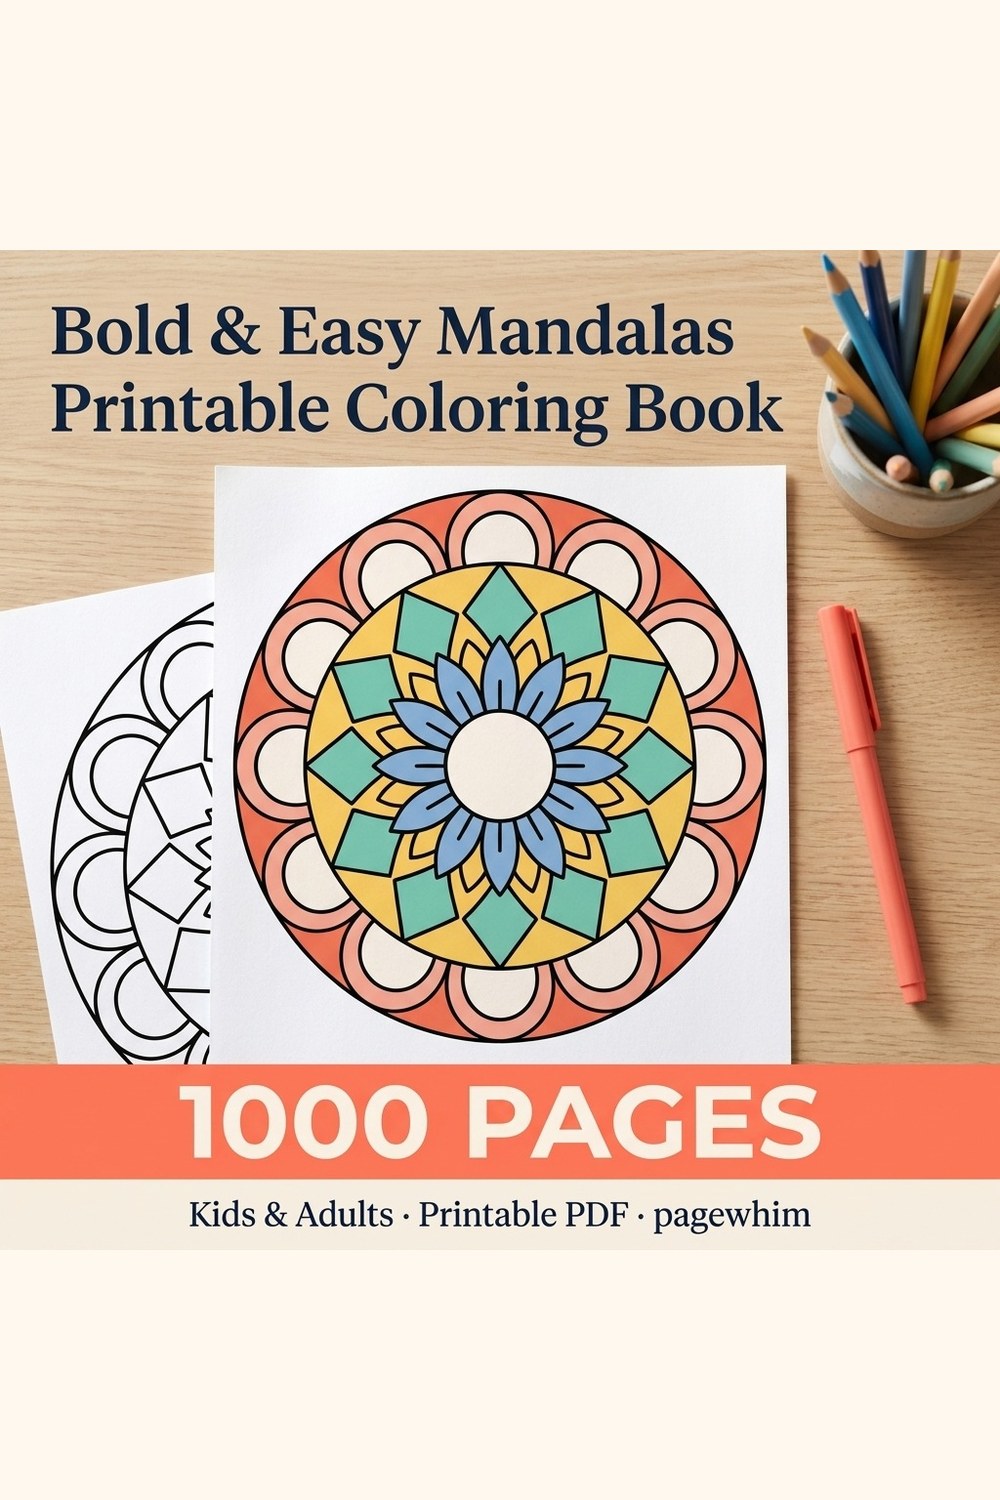 Bold & Easy Mandalas
Printable Coloring Book
1000 PAGES
Kids & Adults · Printable PDF · pagewhim